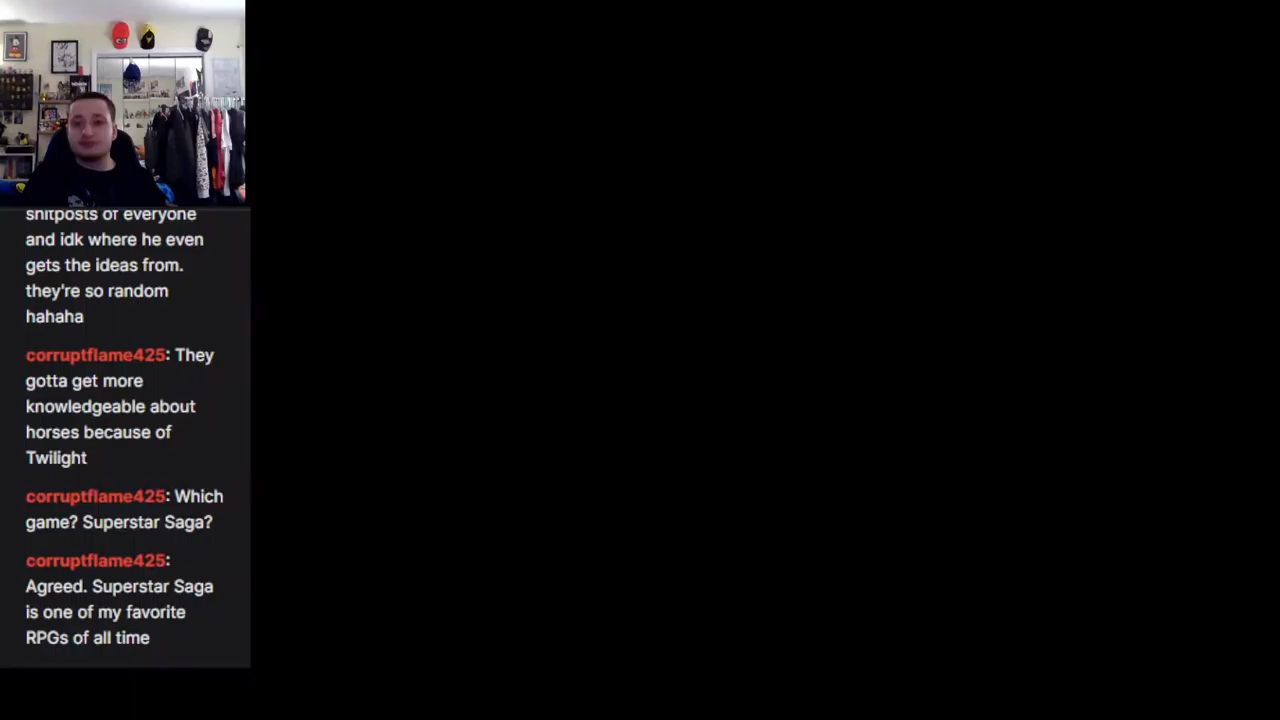 shitposts of everyone
and idk where he even
gets the ideas from.
they're so random
hahaha
corruptflame425: They
gotta get more
knowledgeable about
horses because of
Twilight
corruptflame425: Which
game? Superstar Saga?
corruptflame425:
Agreed. Superstar Saga
is one of my favorite
RPGs of all time